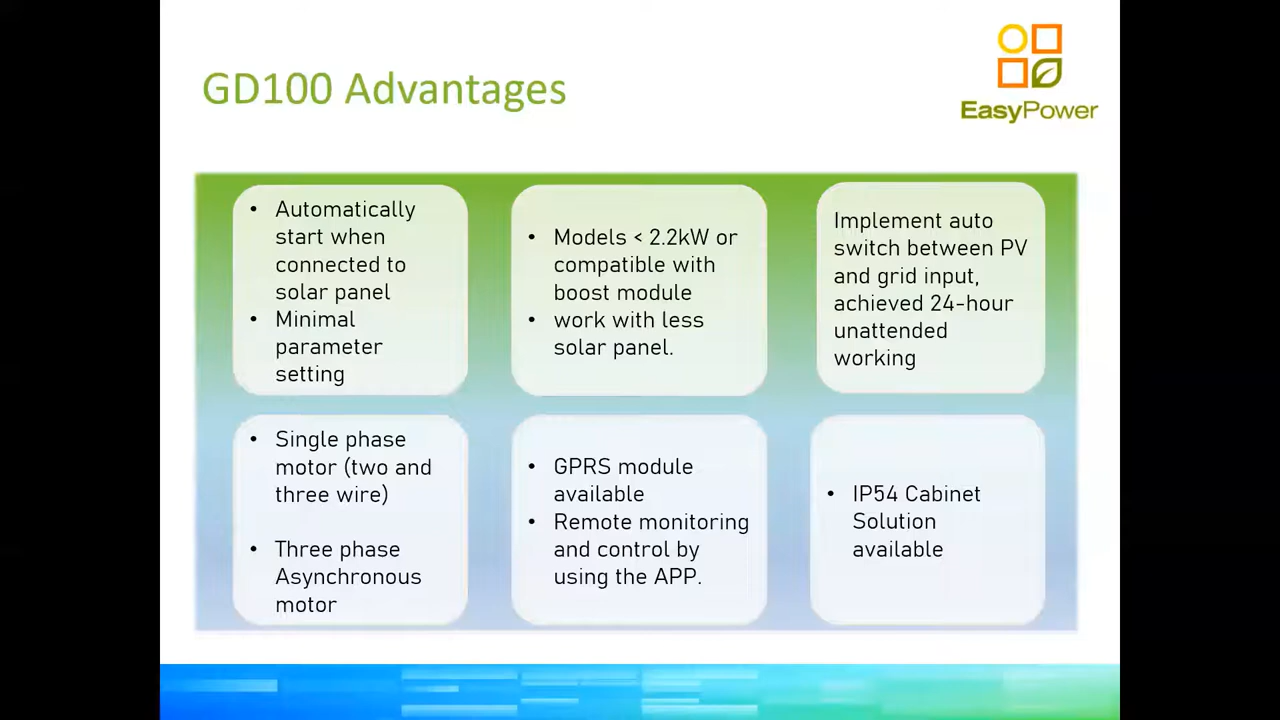 GD100 Advantages
EasyPower
• Automatically
start when
connected to
solar panel
• Minimal
parameter
setting
• Models < 2.2kW or
compatible with
boost module
• work with less
solar panel.
Implement auto
switch between PV
and grid input,
achieved 24-hour
unattended
working
• Single phase
motor (two and
three wire)
• Three phase
Asynchronous
motor
• GPRS module
available
• Remote monitoring
and control by
using the APP.
• IP54 Cabinet
Solution
available